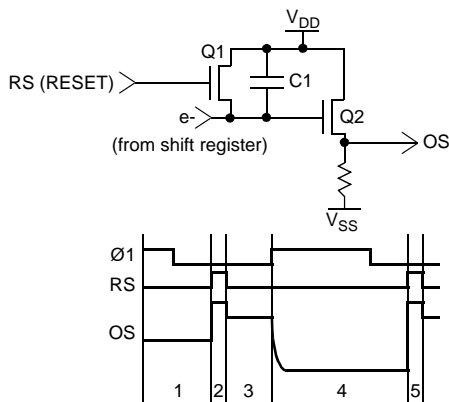 VDD
Q1
RS (RESET)
C1
e-
Q2
(from shift register)
OS
VSS
Ø1
RS
OS
1 2 3 4 5